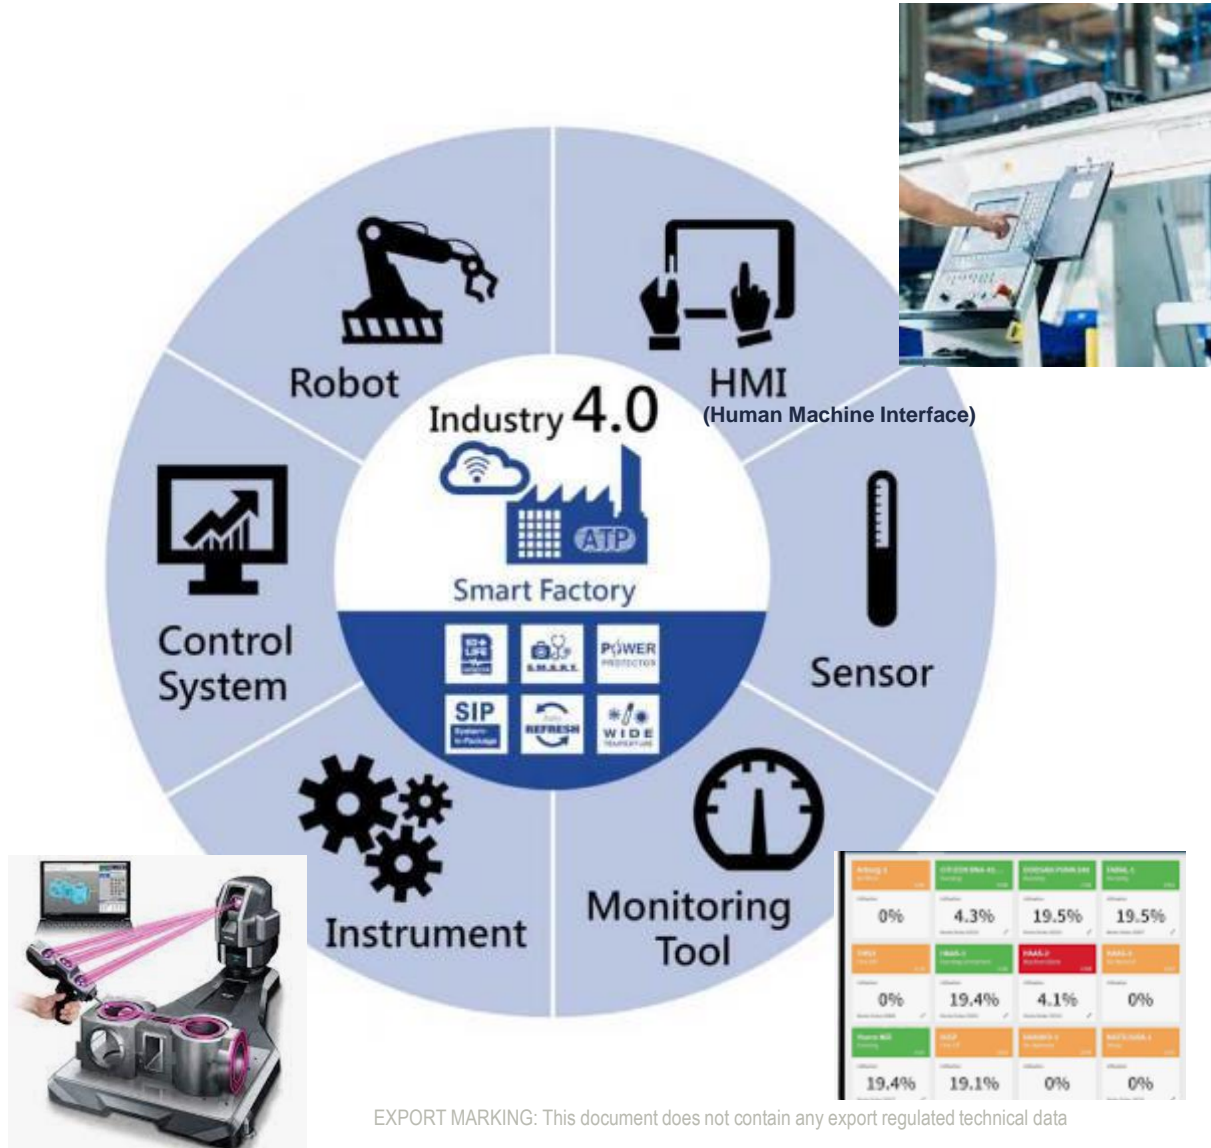 Robot
HMI
(Human Machine Interface)
Industry 4.0
ATP
Smart Factory
Control
System
Sensor
S.M.A.R.T.
POWER
PROTECTOR
SIP
REFRESH
WIDE
Instrument
Monitoring
Tool
0%
4.3%
19.5%
19.5%
0%
19.4%
4.1%
0%
19.4%
19.1%
0%
0%
EXPORT MARKING: This document does not contain any export regulated technical data